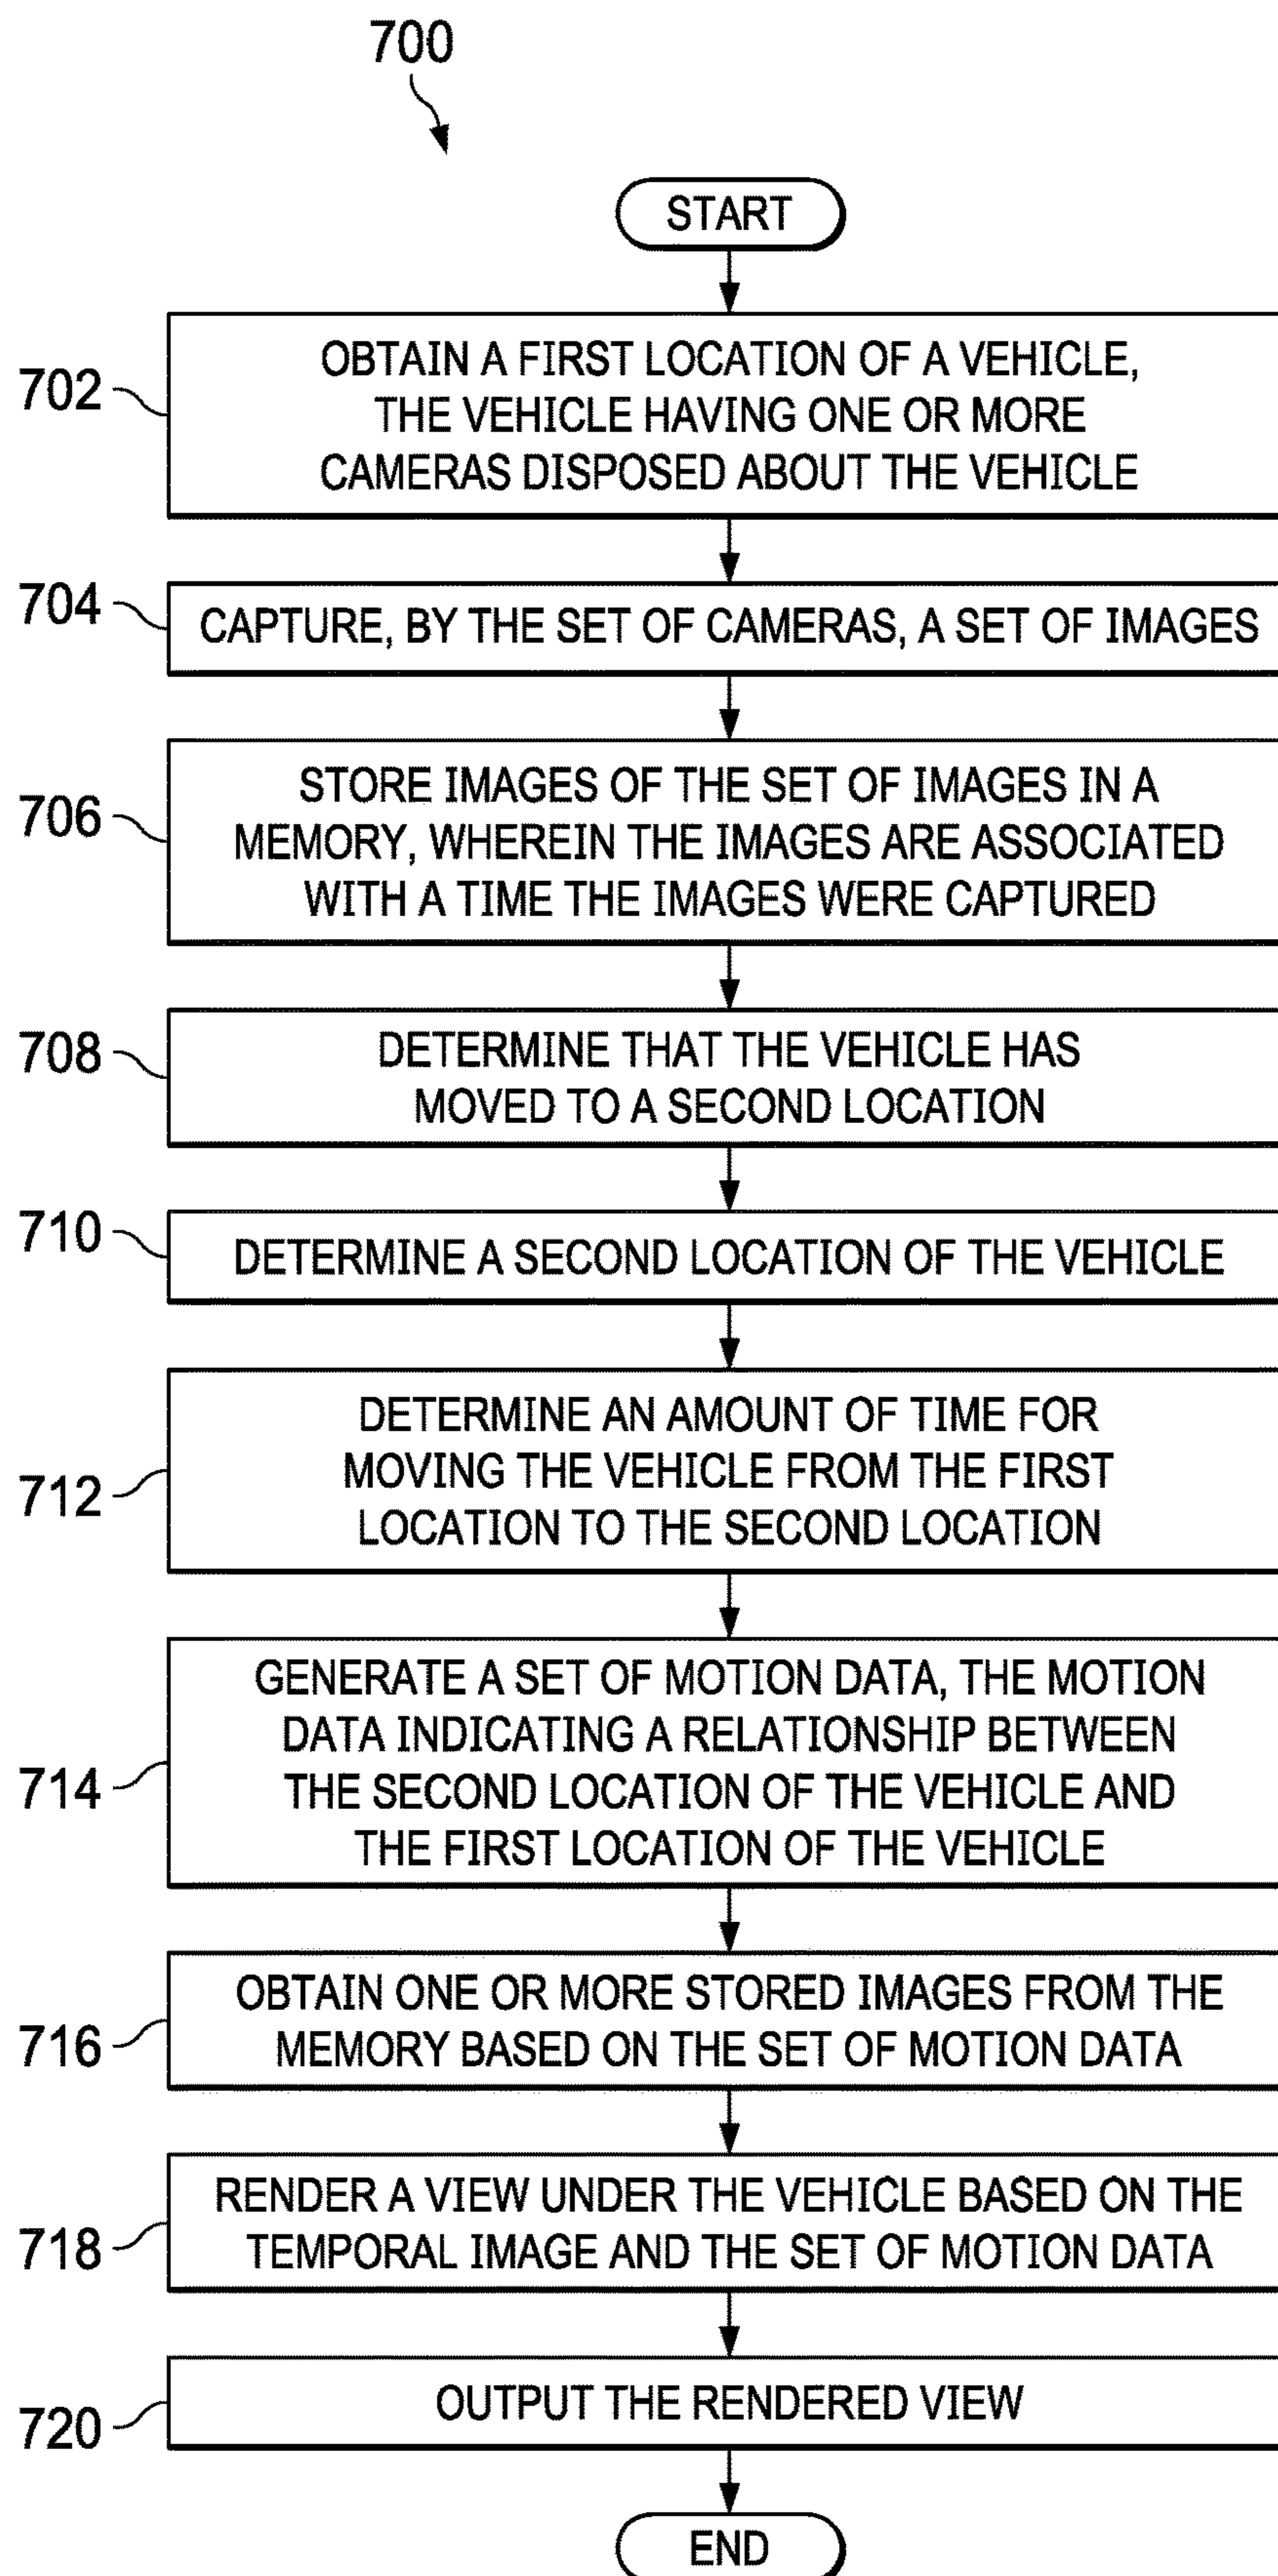 700
START
702
OBTAIN A FIRST LOCATION OF A VEHICLE,
THE VEHICLE HAVING ONE OR MORE
CAMERAS DISPOSED ABOUT THE VEHICLE
704
CAPTURE, BY THE SET OF CAMERAS, A SET OF IMAGES
706
STORE IMAGES OF THE SET OF IMAGES IN A
MEMORY, WHEREIN THE IMAGES ARE ASSOCIATED
WITH A TIME THE IMAGES WERE CAPTURED
708
DETERMINE THAT THE VEHICLE HAS
MOVED TO A SECOND LOCATION
710
DETERMINE A SECOND LOCATION OF THE VEHICLE
712
DETERMINE AN AMOUNT OF TIME FOR
MOVING THE VEHICLE FROM THE FIRST
LOCATION TO THE SECOND LOCATION
714
GENERATE A SET OF MOTION DATA, THE MOTION
DATA INDICATING A RELATIONSHIP BETWEEN
THE SECOND LOCATION OF THE VEHICLE AND
THE FIRST LOCATION OF THE VEHICLE
716
OBTAIN ONE OR MORE STORED IMAGES FROM THE
MEMORY BASED ON THE SET OF MOTION DATA
718
RENDER A VIEW UNDER THE VEHICLE BASED ON THE
TEMPORAL IMAGE AND THE SET OF MOTION DATA
720
OUTPUT THE RENDERED VIEW
END